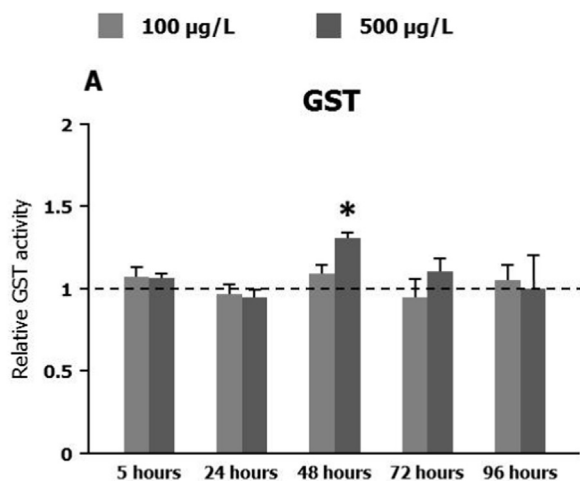 100 µg/L 500 µg/L
A
GST
2
1.5
*
1
0.5
0
Relative GST activity
5 hours 24 hours 48 hours 72 hours 96 hours